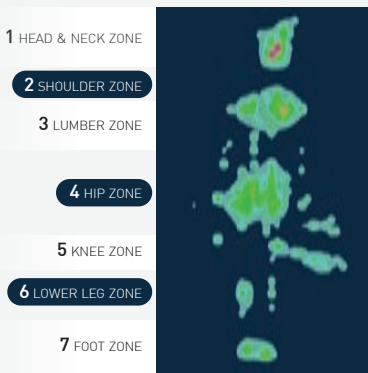 1 HEAD & NECK ZONE
2 SHOULDER ZONE
3 LUMBER ZONE
4 HIP ZONE
5 KNEE ZONE
6 LOWER LEG ZONE
7 FOOT ZONE